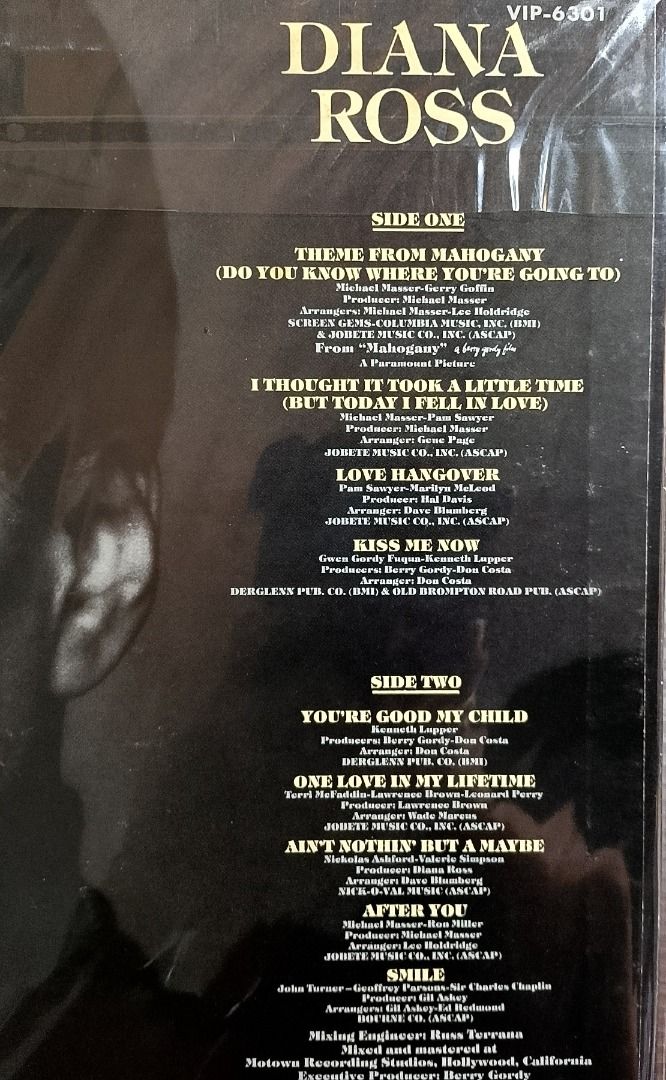 VIP-6301
DIANA
ROSS
SIDE ONE
THEME FROM MAHOGANY
(DO YOU KNOW WHERE YOU'RE GOING TO)
Michael Masser-Gerry Goffin
Producer: Michael Masser
Arrangers: Michael Masser-Lee Holdridge
SCREEN GEMS-COLUMBIA MUSIC, INC. (BMI)
& JOBETE MUSIC CO., INC. (ASCAP)
From "Mahogany" a berry gordy film
A Paramount Picture
I THOUGHT IT TOOK A LITTLE TIME
(BUT TODAY I FELL IN LOVE)
Michael Masser-Pam Sawyer
Producer: Michael Masser
Arranger: Gene Page
JOBETE MUSIC CO., INC. (ASCAP)
LOVE HANGOVER
Pam Sawyer-Marilyn McLeod
Producer: Hal Davis
Arranger: Dave Blumberg
JOBETE MUSIC CO., INC. (ASCAP)
KISS ME NOW
Gwen Gordy Fuqua-Kenneth Lupper
Producers: Berry Gordy-Don Costa
Arranger: Don Costa
DERGLENN PUB. CO. (BMI) & OLD BROMPTON ROAD PUB. (ASCAP)
SIDE TWO
YOU'RE GOOD MY CHILD
Kenneth Lupper
Producers: Berry Gordy-Don Costa
Arranger: Don Costa
DERGLENN PUB. CO. (BMI)
ONE LOVE IN MY LIFETIME
Terri McFaddin-Lawrence Brown-Leonard Perry
Producer: Lawrence Brown
Arranger: Wade Marcus
JOBETE MUSIC CO., INC. (ASCAP)
AIN'T NOTHIN' BUT A MAYBE
Nickolas Ashford-Valerie Simpson
Producer: Diana Ross
Arranger: Dave Blumberg
NICK-O-VAL MUSIC (ASCAP)
AFTER YOU
Michael Masser-Ron Miller
Producer: Michael Masser
Arranger: Lee Holdridge
JOBETE MUSIC CO., INC. (ASCAP)
SMILE
John Turner-Geoffrey Parsons-Sir Charles Chaplin
Producer: Gil Askey
Arrangers: Gil Askey-Ed Redmond
BOURNE CO. (ASCAP)
Mixing Engineer: Russ Terrana
Mixed and mastered at
Motown Recording Studios, Hollywood, California
Executive Producer: Berry Gordy